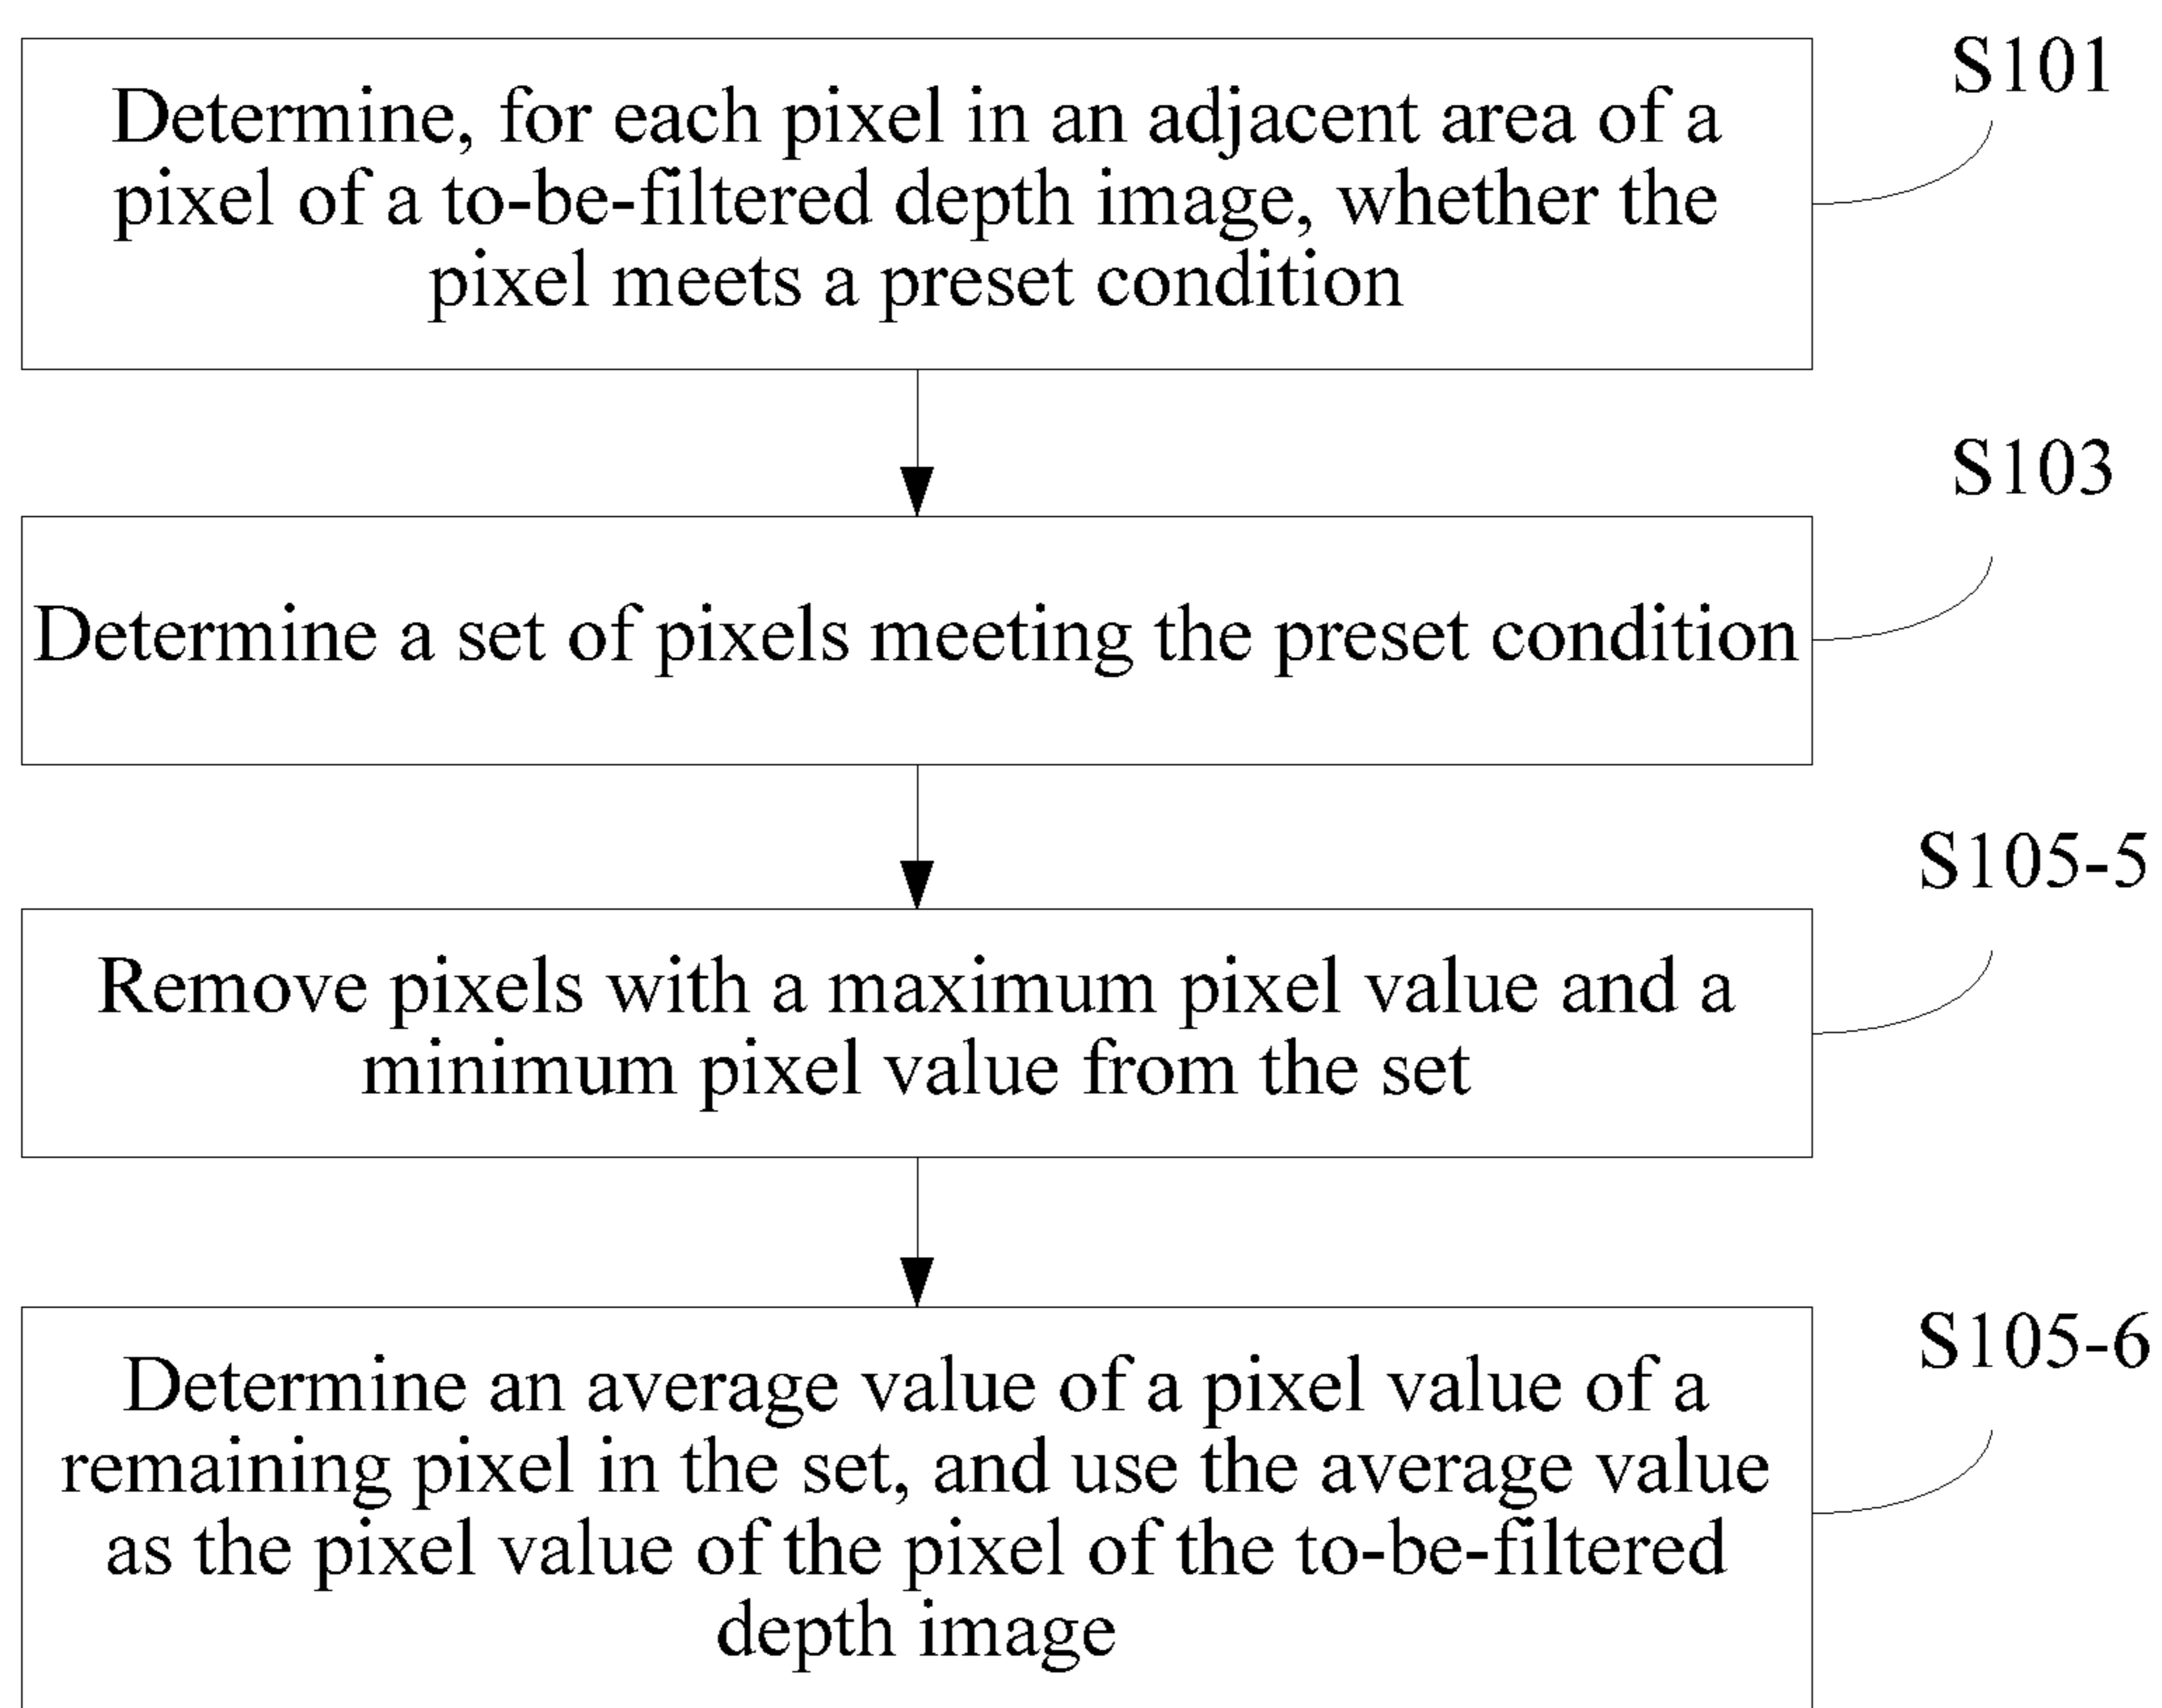 S101
Determine, for each pixel in an adjacent area of a
pixel of a to-be-filtered depth image, whether the
pixel meets a preset condition
S103
Determine a set of pixels meeting the preset condition
S105-5
Remove pixels with a maximum pixel value and a
minimum pixel value from the set
S105-6
Determine an average value of a pixel value of a
remaining pixel in the set, and use the average value
as the pixel value of the pixel of the to-be-filtered
depth image